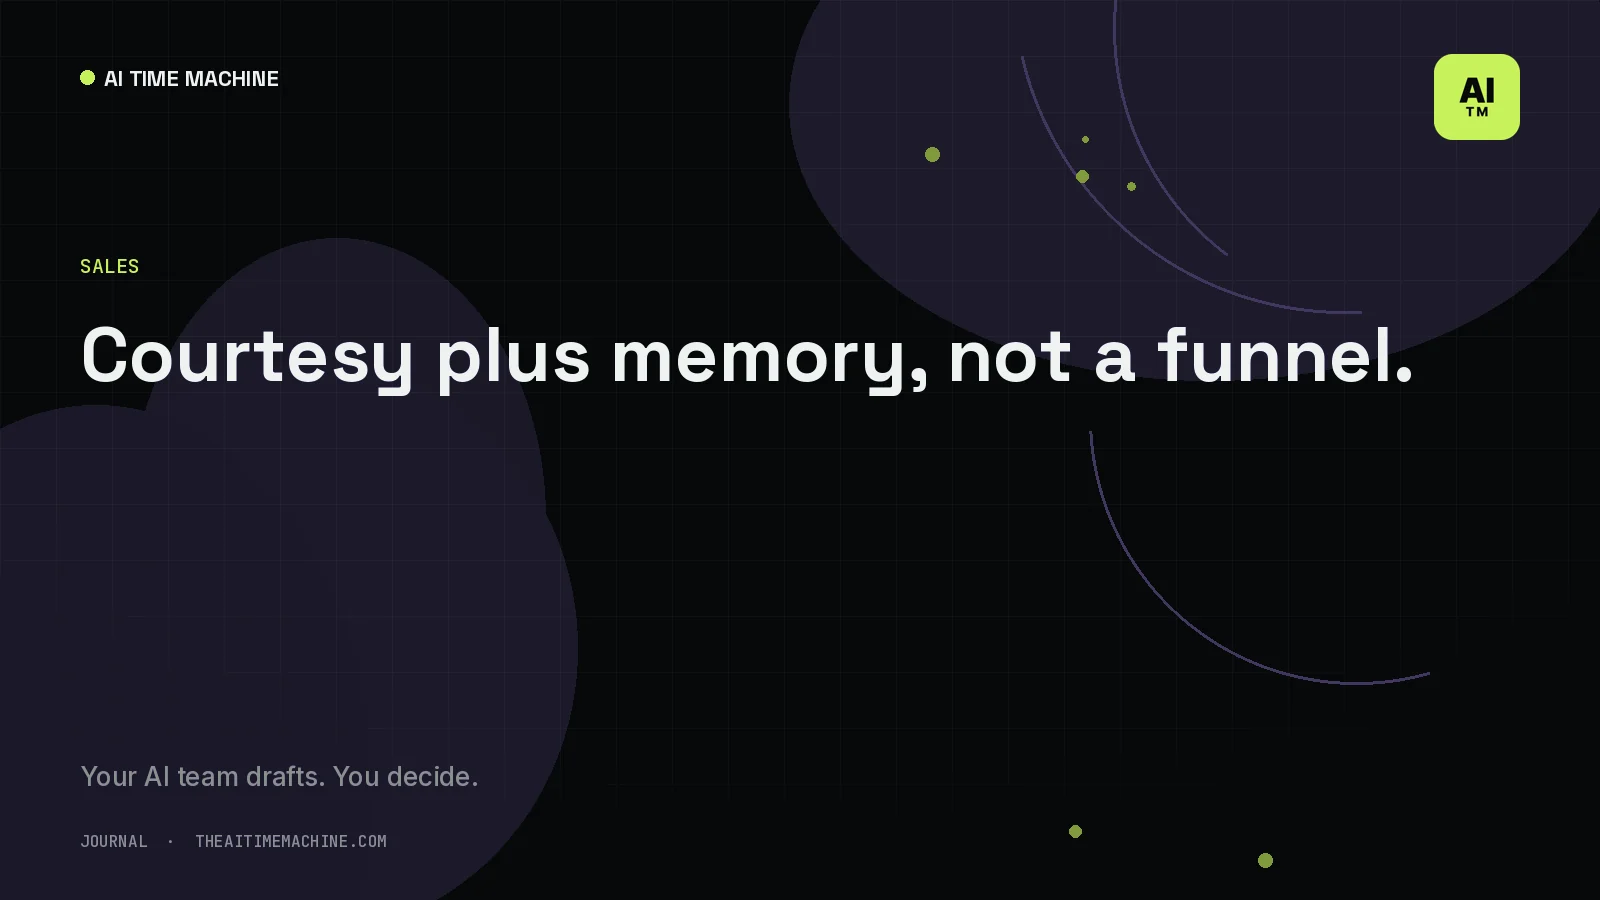 AI TIME MACHINE
AI
TM
SALES
Courtesy plus memory, not a funnel.
Your AI team drafts. You decide.
JOURNAL · THEAITIMEMACHINE.COM